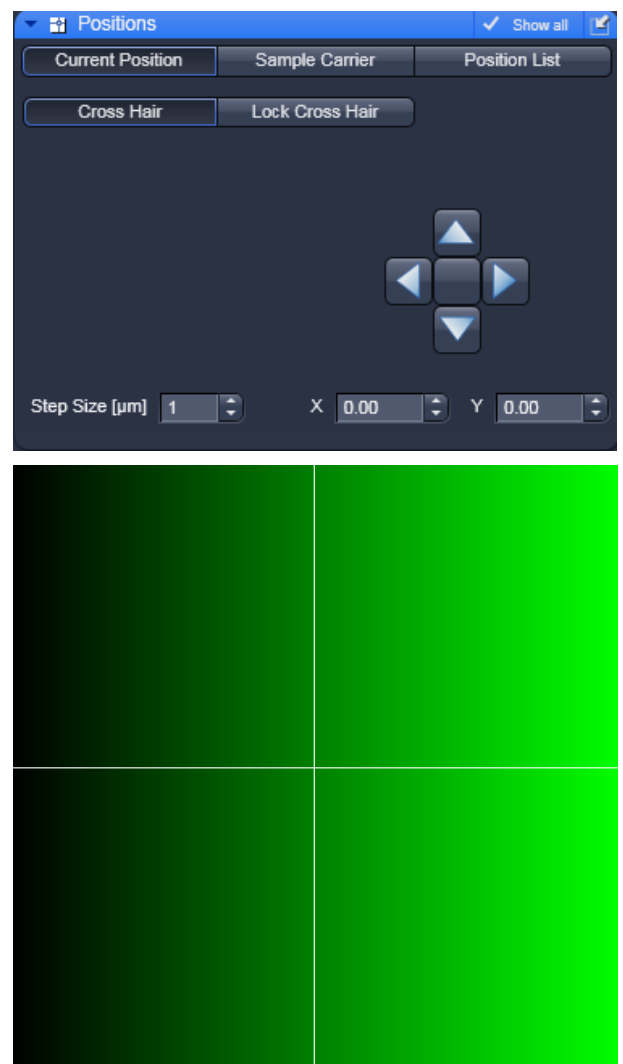 Positions Show all
Current Position Sample Carrier Position List
Cross Hair Lock Cross Hair
Step Size [µm] 1 X 0.00 Y 0.00